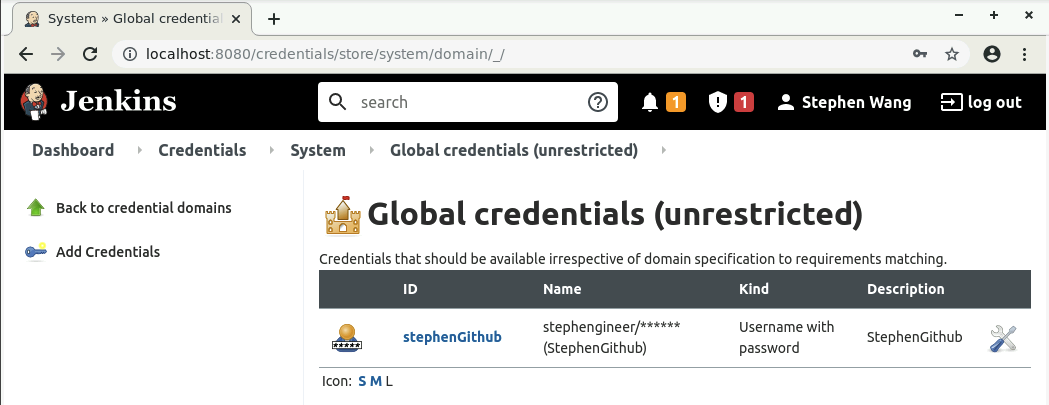 System » Global credential
localhost:8080/credentials/store/system/domain/_/
Jenkins
search
1
1
Stephen Wang
log out
Dashboard
Credentials
System
Global credentials (unrestricted)
Back to credential domains
Add Credentials
Global credentials (unrestricted)
Credentials that should be available irrespective of domain specification to requirements matching.
ID Name Kind Description
stephenGithub
stephengineer/******
(StephenGithub)
Username with
password
StephenGithub
Icon: S M L